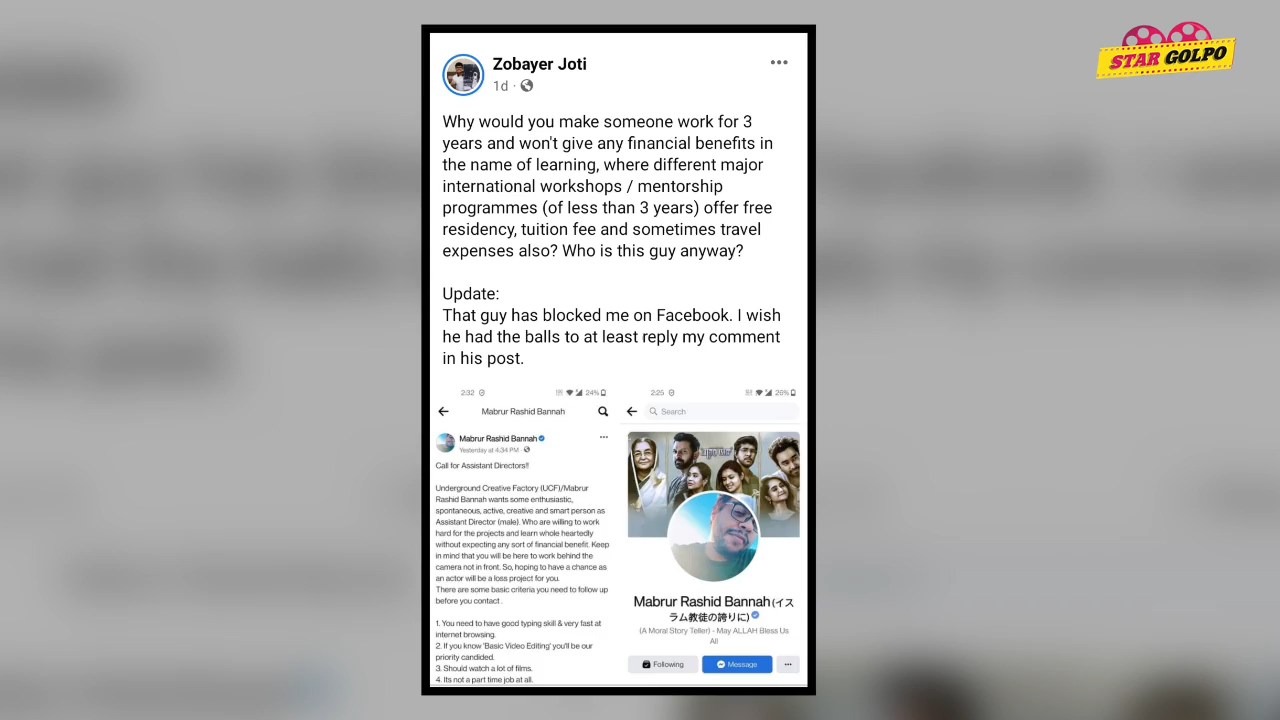 STAR GOLPO
Zobayer Joti
1d ·
Why would you make someone work for 3
years and won't give any financial benefits in
the name of learning, where different major
international workshops / mentorship
programmes (of less than 3 years) offer free
residency, tuition fee and sometimes travel
expenses also? Who is this guy anyway?
Update:
That guy has blocked me on Facebook. I wish
he had the balls to at least reply my comment
in his post.
2:32 24%
Mabrur Rashid Bannah
Mabrur Rashid Bannah
Yesterday at 4:34 PM ·
Call for Assistant Directors!!
Underground Creative Factory (UCF)/Mabrur
Rashid Bannah wants some enthusiastic,
spontaneous, active, creative and smart person as
Assistant Director (male). Who are willing to work
hard for the projects and learn whole heartedly
without expecting any sort of financial benefit. Keep
in mind that you will be here to work behind the
camera not in front. So, hoping to have a chance as
an actor will be a loss project for you.
There are some basic criteria you need to follow up
before you contact .
1. You need to have good typing skill & very fast at
internet browsing.
2. If you know 'Basic Video Editing' you'll be our
priority candided.
3. Should watch a lot of films.
4. Its not a part time job at all.
2:25 26%
Search
Mabrur Rashid Bannah (イス
ラム教徒の誇りに)
(A Moral Story Teller) - May ALLAH Bless Us
All
Following
Message